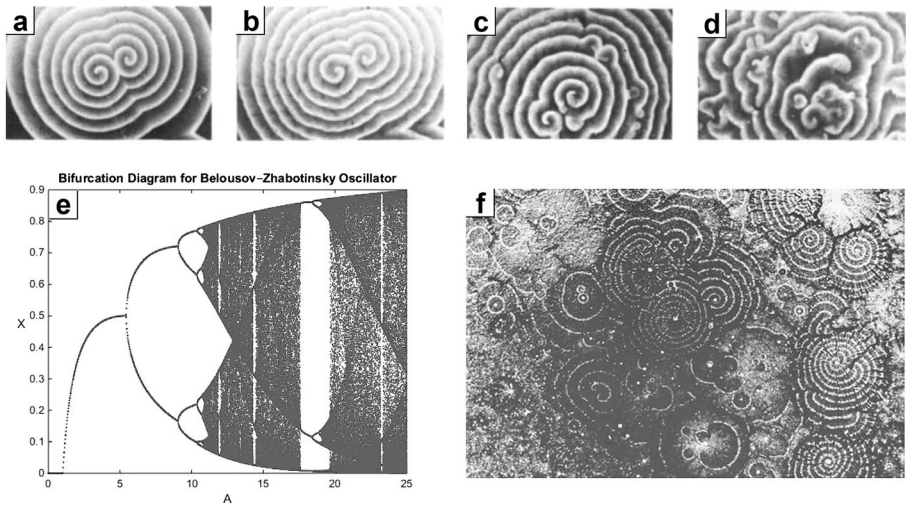 a
b
c
d
Bifurcation Diagram for Belousov−Zhabotinsky Oscillator
e
0.9
0.8
0.7
0.6
0.5
X
0.4
0.3
0.2
0.1
0
0 5 10 15 20 25
A
f